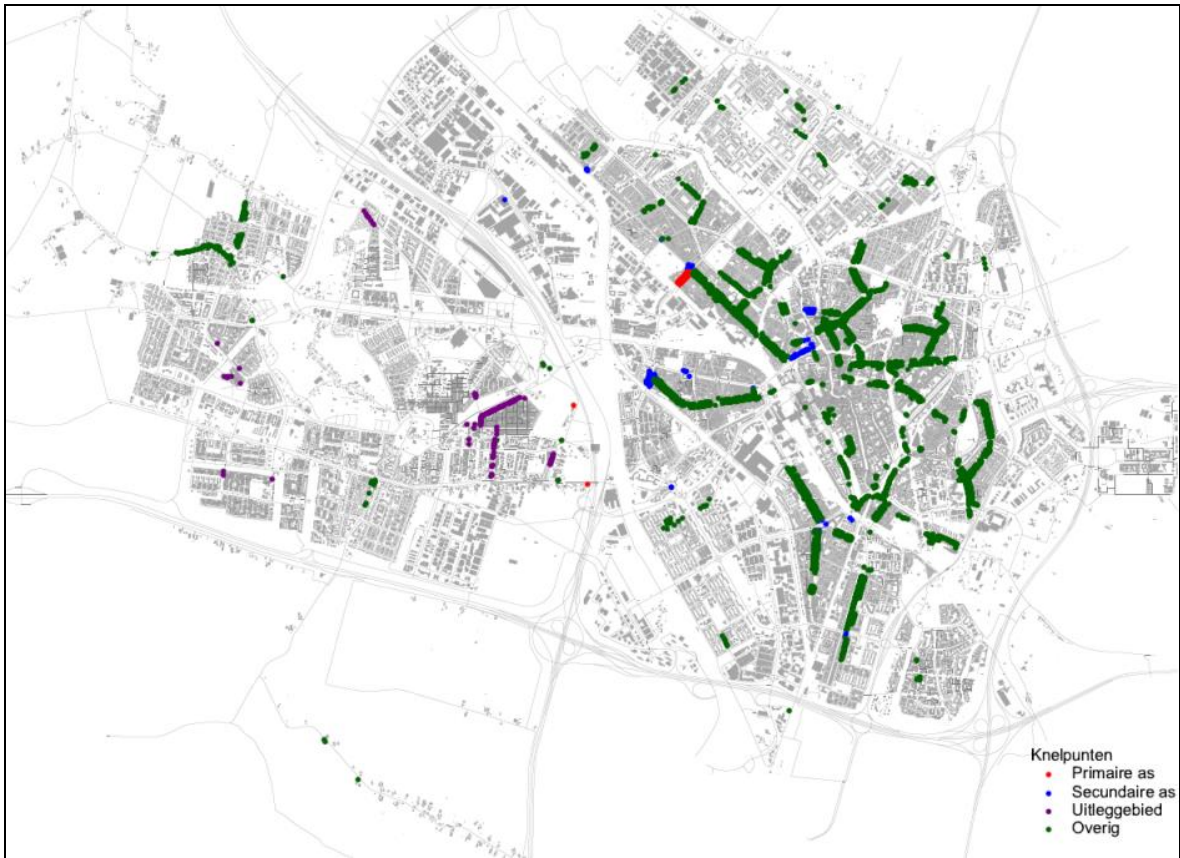 Knelpunten
Primaire as
Secundaire as
Uitleggebied
Overig